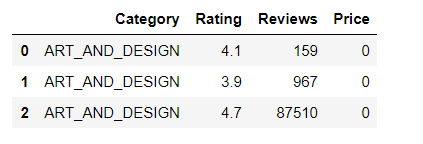 Category Rating Reviews Price
0 ART_AND_DESIGN 4.1 159 0
1 ART_AND_DESIGN 3.9 967 0
2 ART_AND_DESIGN 4.7 87510 0